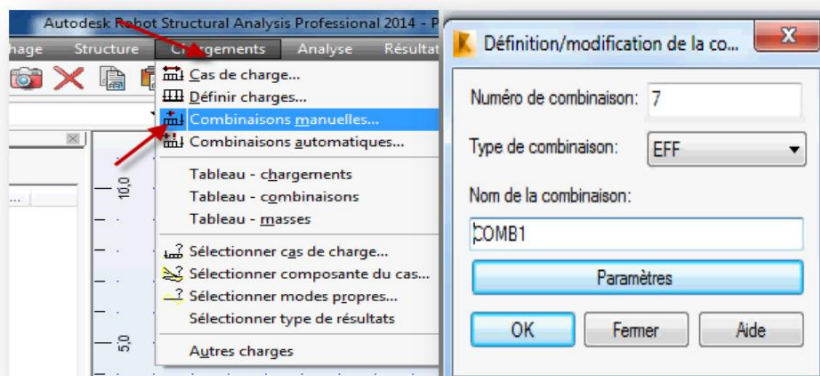 Autodesk Robot Structural Analysis Professional 2014 - P
hage Structure Chargements Analyse Résultat
Cas de charge...
Définir charges...
Combinaisons manuelles...
Combinaisons automatiques...
Tableau - chargements
Tableau - combinaisons
Tableau - masses
Sélectionner cas de charge...
Sélectionner composante du cas...
Sélectionner modes propres...
Sélectionner type de résultats
Autres charges
...
10,0
5,0
Définition/modification de la co...
Numéro de combinaison: 7
Type de combinaison: EFF
Nom de la combinaison:
COMB1
Paramètres
OK Fermer Aide